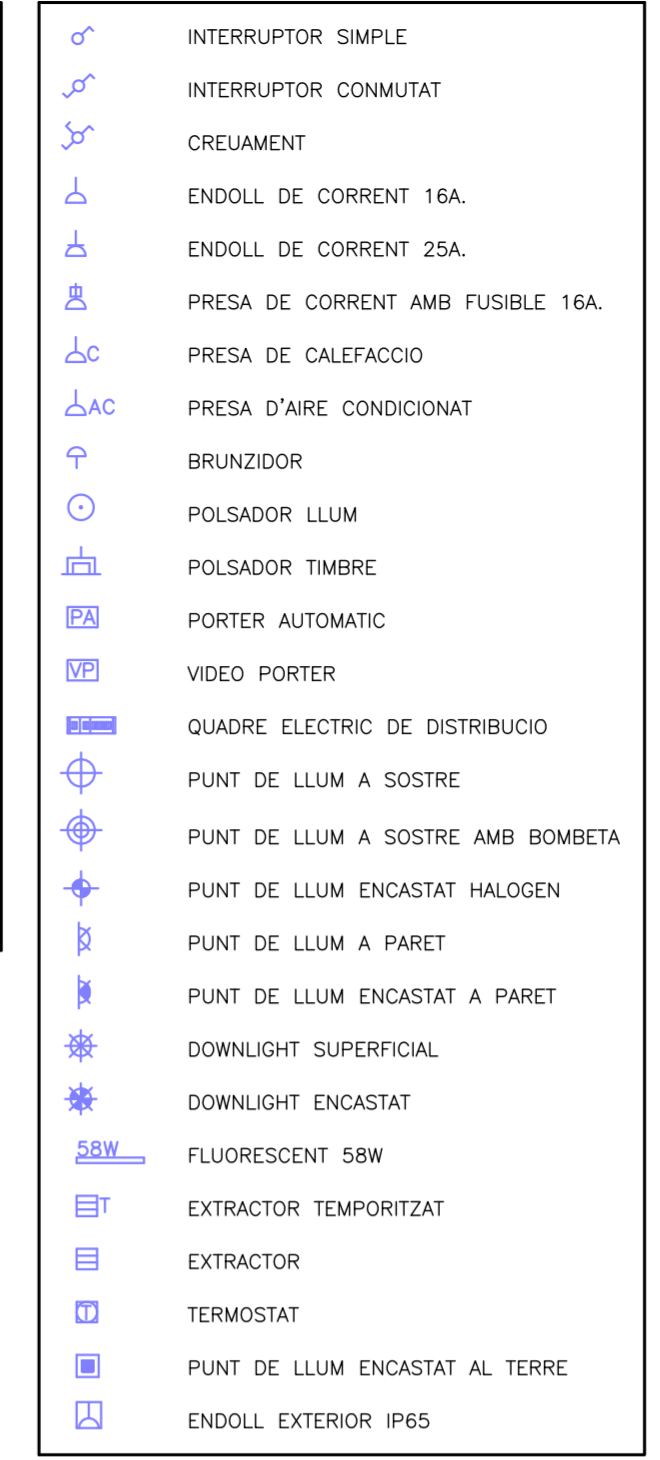 INTERRUPTOR SIMPLE
INTERRUPTOR CONMUTAT
CREUAMENT
ENDOLL DE CORRENT 16A.
ENDOLL DE CORRENT 25A.
PRESA DE CORRENT AMB FUSIBLE 16A.
C PRESA DE CALEFACCIO
AC PRESA D'AIRE CONDICIONAT
BRUNZIDOR
POLSADOR LLUM
POLSADOR TIMBRE
PA PORTER AUTOMATIC
VP VIDEO PORTER
QUADRE ELECTRIC DE DISTRIBUCIO
PUNT DE LLUM A SOSTRE
PUNT DE LLUM A SOSTRE AMB BOMBETA
PUNT DE LLUM ENCASTAT HALOGEN
PUNT DE LLUM A PARET
PUNT DE LLUM ENCASTAT A PARET
DOWNLIGHT SUPERFICIAL
DOWNLIGHT ENCASTAT
58W FLUORESCENT 58W
T EXTRACTOR TEMPORITZAT
EXTRACTOR
T TERMOSTAT
PUNT DE LLUM ENCASTAT AL TERRE
ENDOLL EXTERIOR IP65